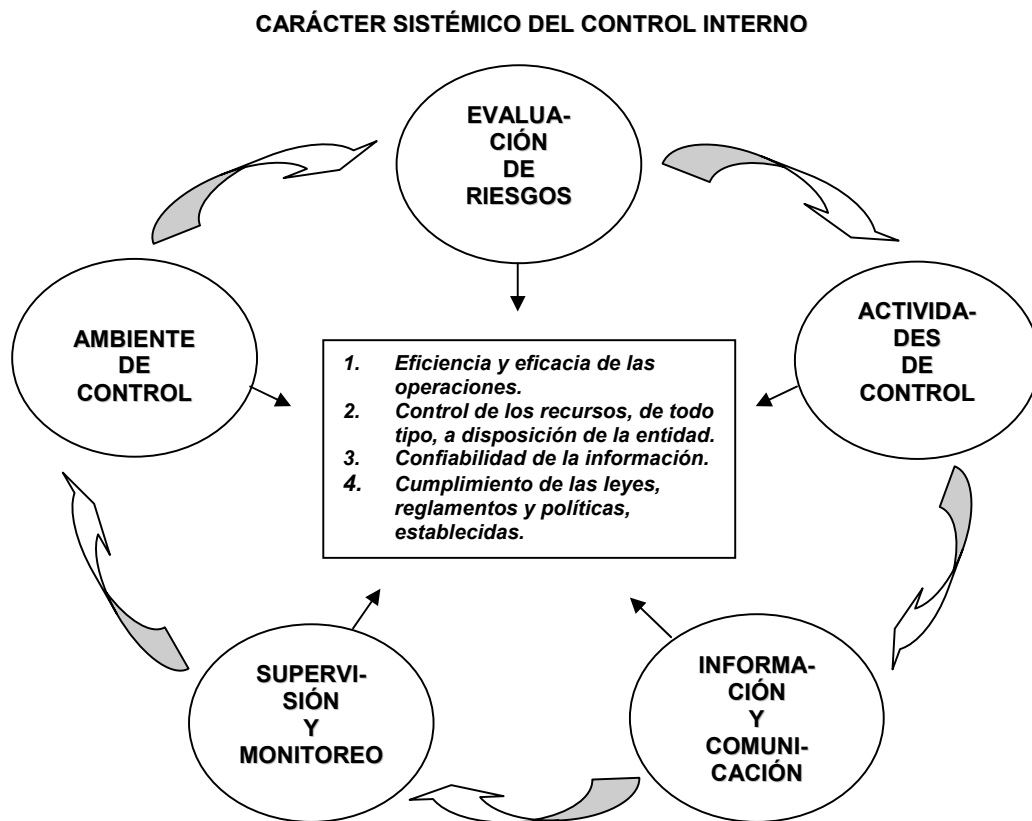 CARÁCTER SISTÉMICO DEL CONTROL INTERNO
EVALUA-
CIÓN
DE
RIESGOS
AMBIENTE
DE
CONTROL
ACTIVIDA-
DES
DE
CONTROL
1. Eficiencia y eficacia de las
operaciones.
2. Control de los recursos, de todo
tipo, a disposición de la entidad.
3. Confiabilidad de la información.
4. Cumplimiento de las leyes,
reglamentos y políticas,
establecidas.
SUPERVI-
SIÓN
Y
MONITOREO
INFORMA-
CIÓN
Y
COMUNI-
CACIÓN